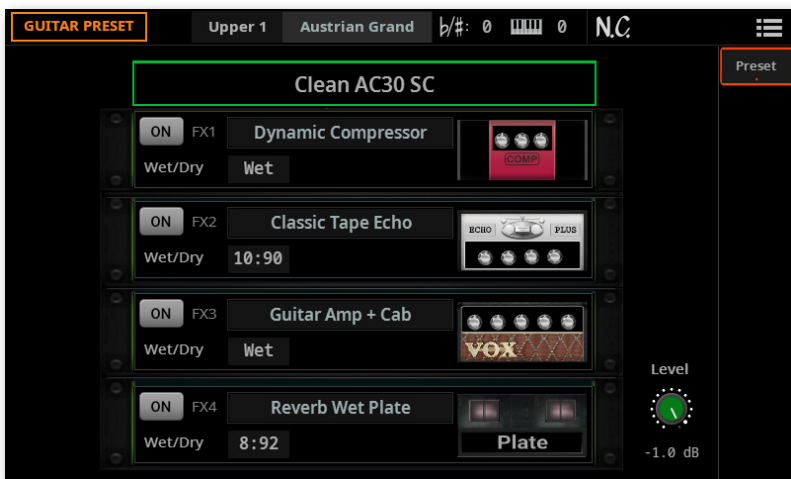 GUITAR PRESET Upper 1 Austrian Grand ♭/#: 0 0 N.C.
Preset
Clean AC30 SC
ON FX1 Dynamic Compressor
COMP
Wet/Dry Wet
ON FX2 Classic Tape Echo
ECHO PLUS
Wet/Dry 10:90
ON FX3 Guitar Amp + Cab
Wet/Dry Wet
VOX
Level
ON FX4 Reverb Wet Plate
Wet/Dry 8:92
Plate
-1.0 dB